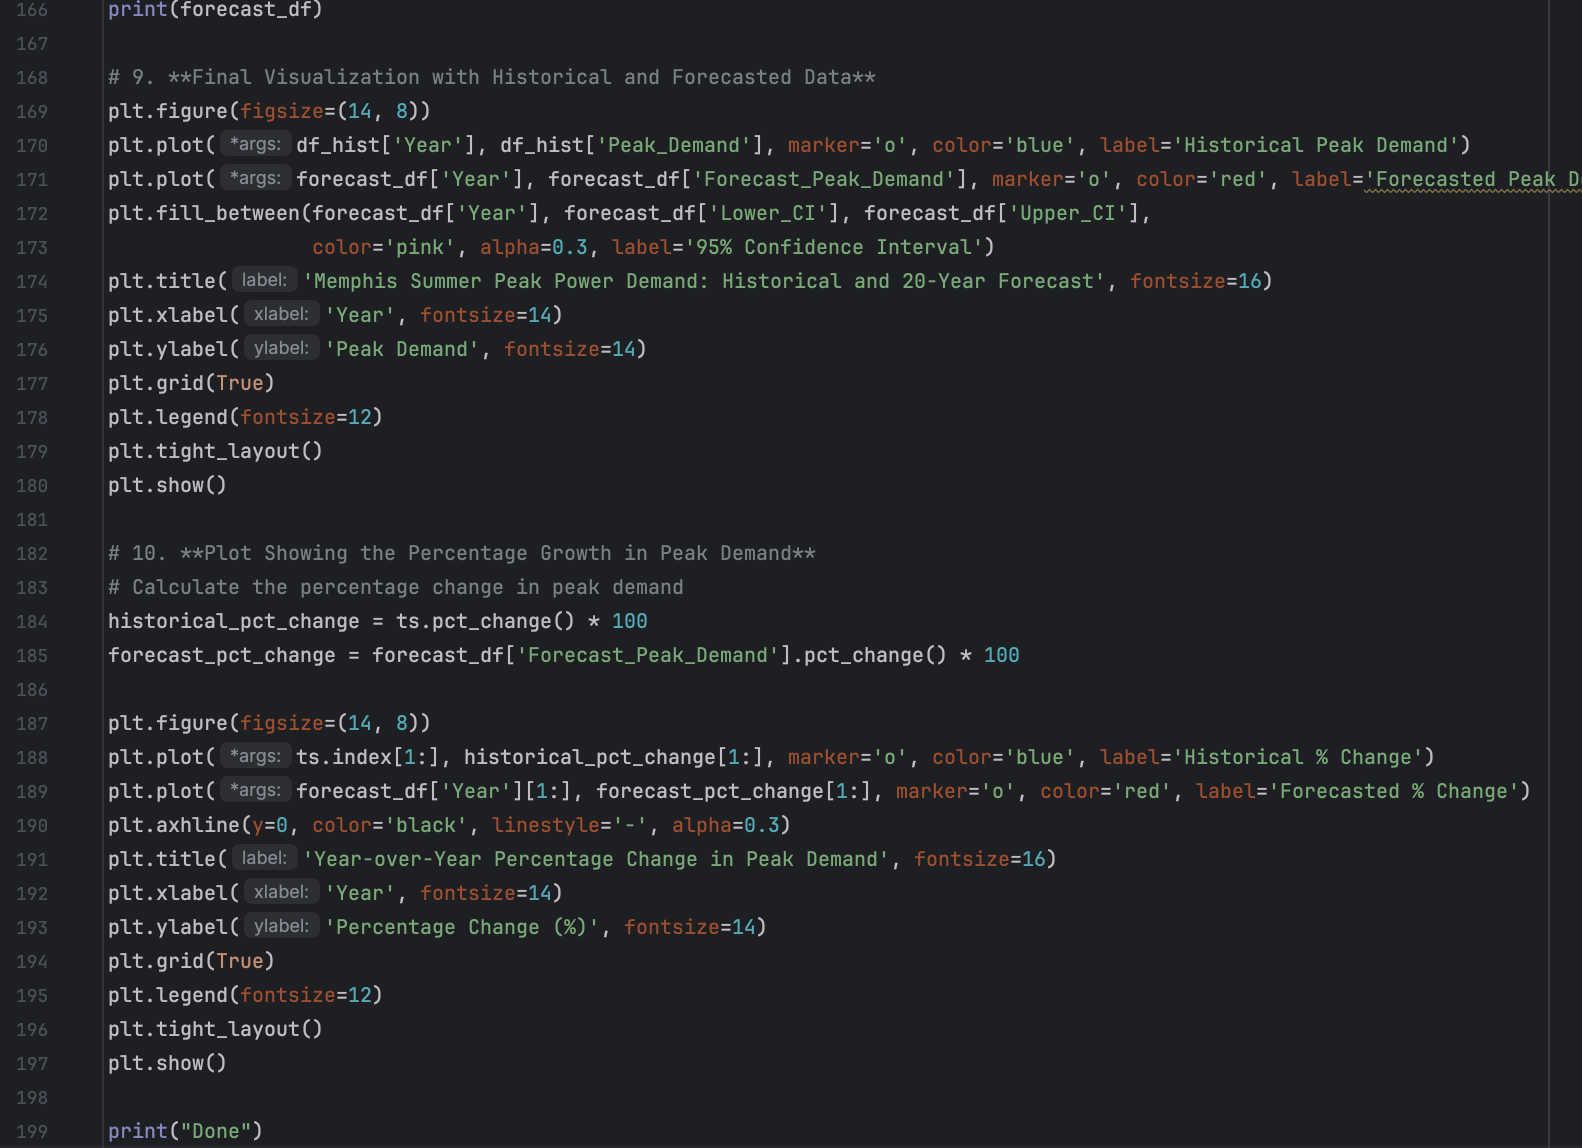 166 print(forecast_df)
167
168 # 9. **Final Visualization with Historical and Forecasted Data**
169 plt.figure(figsize=(14, 8))
170 plt.plot( *args: df_hist['Year'], df_hist['Peak_Demand'], marker='o', color='blue', label='Historical Peak Demand')
171 plt.plot( *args: forecast_df['Year'], forecast_df['Forecast_Peak_Demand'], marker='o', color='red', label='Forecasted Peak D
172 plt.fill_between(forecast_df['Year'], forecast_df['Lower_CI'], forecast_df['Upper_CI'],
173                  color='pink', alpha=0.3, label='95% Confidence Interval')
174 plt.title( label: 'Memphis Summer Peak Power Demand: Historical and 20-Year Forecast', fontsize=16)
175 plt.xlabel( xlabel: 'Year', fontsize=14)
176 plt.ylabel( ylabel: 'Peak Demand', fontsize=14)
177 plt.grid(True)
178 plt.legend(fontsize=12)
179 plt.tight_layout()
180 plt.show()
181
182 # 10. **Plot Showing the Percentage Growth in Peak Demand**
183 # Calculate the percentage change in peak demand
184 historical_pct_change = ts.pct_change() * 100
185 forecast_pct_change = forecast_df['Forecast_Peak_Demand'].pct_change() * 100
186
187 plt.figure(figsize=(14, 8))
188 plt.plot( *args: ts.index[1:], historical_pct_change[1:], marker='o', color='blue', label='Historical % Change')
189 plt.plot( *args: forecast_df['Year'][1:], forecast_pct_change[1:], marker='o', color='red', label='Forecasted % Change')
190 plt.axhline(y=0, color='black', linestyle='-', alpha=0.3)
191 plt.title( label: 'Year-over-Year Percentage Change in Peak Demand', fontsize=16)
192 plt.xlabel( xlabel: 'Year', fontsize=14)
193 plt.ylabel( ylabel: 'Percentage Change (%)', fontsize=14)
194 plt.grid(True)
195 plt.legend(fontsize=12)
196 plt.tight_layout()
197 plt.show()
198
199 print("Done")